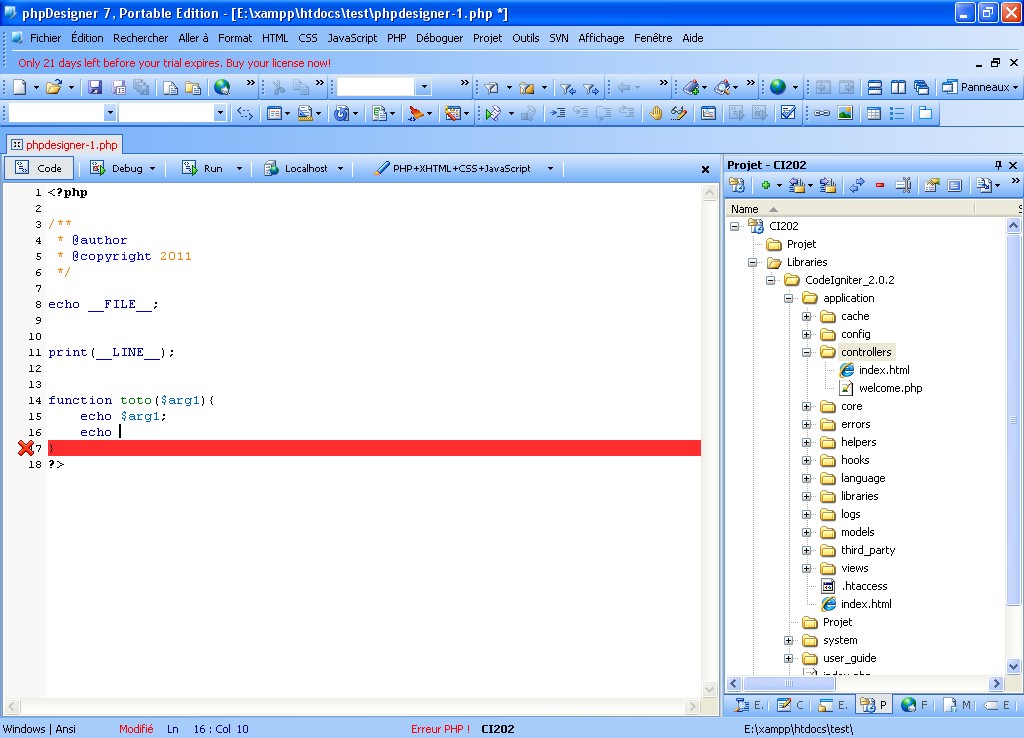 phpDesigner 7, Portable Edition - [E:\xampp\htdocs\test\phpdesigner-1.php *]
Fichier Édition Rechercher Aller à Format HTML CSS JavaScript PHP Déboguer Projet Outils SVN Affichage Fenêtre Aide
Only 21 days left before your trial expires. Buy your license now!
Panneaux
phpdesigner-1.php
Code Debug Run Localhost PHP+XHTML+CSS+JavaScript
1 <?php
2
3 /**
4 * @author
5 * @copyright 2011
6 */
7
8 echo __FILE__;
9
10
11 print(__LINE__);
12
13
14 function toto($arg1){
15 echo $arg1;
16 echo
17 }
18 ?>
Projet - CI202
Name S
CI202
Projet
Libraries
CodeIgniter_2.0.2
application
cache
config
controllers
index.html
welcome.php
core
errors
helpers
hooks
language
libraries
logs
models
third_party
views
.htaccess
index.html
Projet
system
user_guide
index.php
E. C E. P F M E
Windows | Ansi Modifié Ln 16 : Col 10 Erreur PHP ! CI202 E:\xampp\htdocs\test\